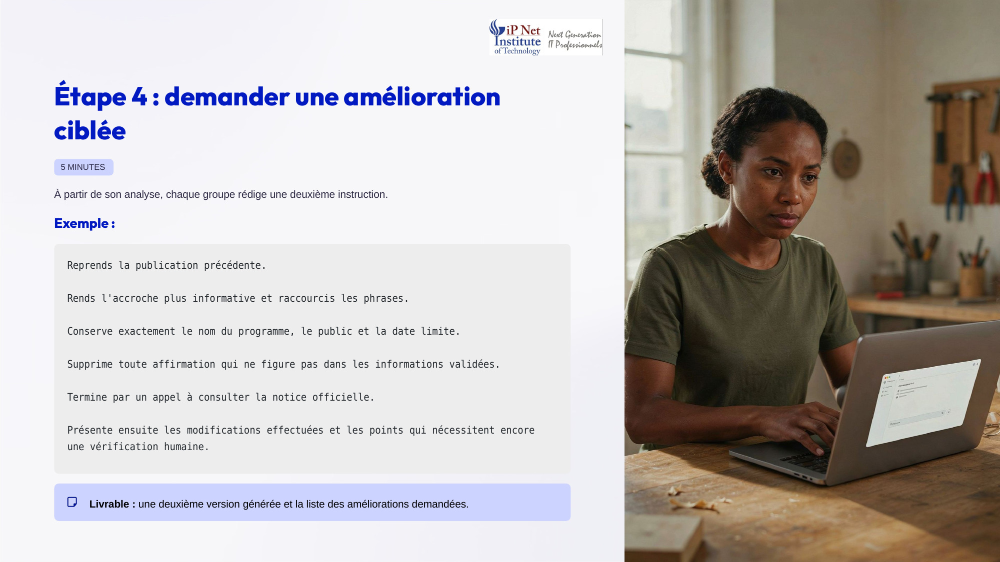 iP Net
Institute
of Technology
Next Generation
IT Professionnels
Étape 4 : demander une amélioration
ciblée
5 MINUTES
À partir de son analyse, chaque groupe rédige une deuxième instruction.
Exemple :
Reprends la publication précédente.
Rends l'accroche plus informative et raccourcis les phrases.
Conserve exactement le nom du programme, le public et la date limite.
Supprime toute affirmation qui ne figure pas dans les informations validées.
Termine par un appel à consulter la notice officielle.
Présente ensuite les modifications effectuées et les points qui nécessitent encore
une vérification humaine.
Livrable : une deuxième version générée et la liste des améliorations demandées.